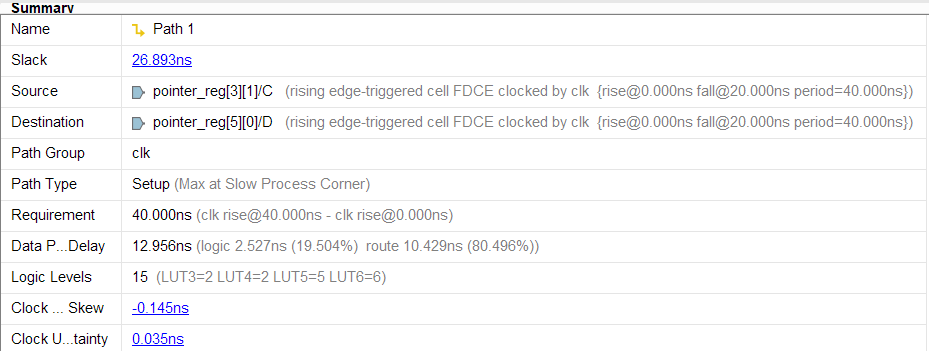 Summary
Name Path 1
Slack 26.893ns
Source pointer_reg[3][1]/C (rising edge-triggered cell FDCE clocked by clk {rise@0.000ns fall@20.000ns period=40.000ns})
Destination pointer_reg[5][0]/D (rising edge-triggered cell FDCE clocked by clk {rise@0.000ns fall@20.000ns period=40.000ns})
Path Group clk
Path Type Setup (Max at Slow Process Corner)
Requirement 40.000ns (clk rise@40.000ns - clk rise@0.000ns)
Data P...Delay 12.956ns (logic 2.527ns (19.504%) route 10.429ns (80.496%))
Logic Levels 15 (LUT3=2 LUT4=2 LUT5=5 LUT6=6)
Clock ... Skew -0.145ns
Clock U...tainty 0.035ns